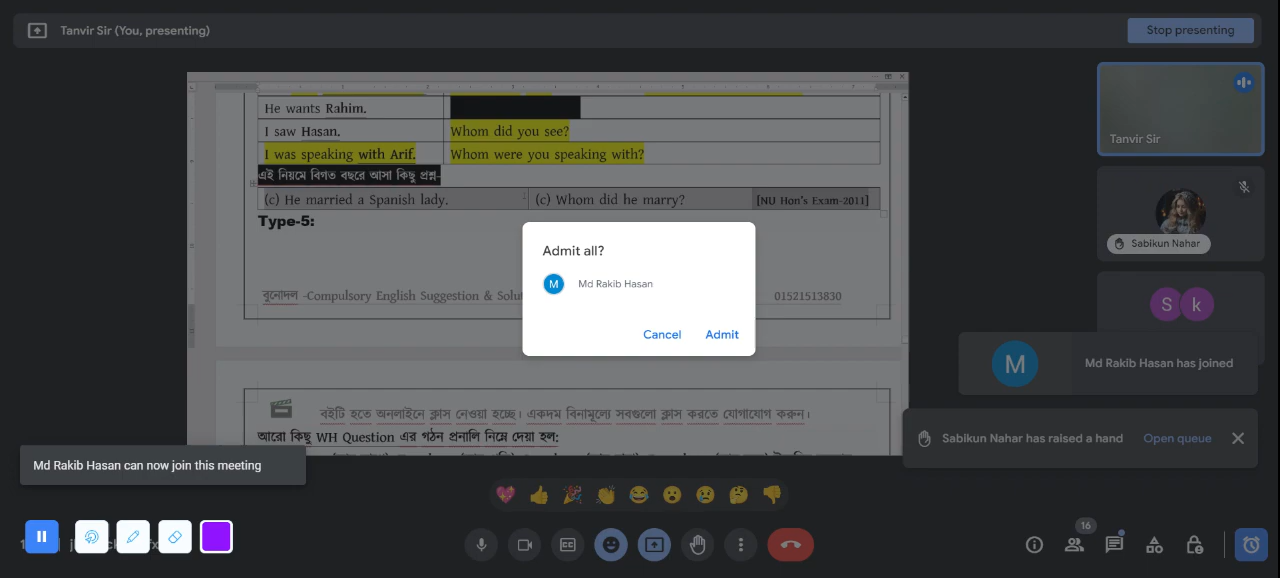 Tanvir Sir (You, presenting)
Stop presenting
He wants Rahim.
I saw Hasan. Whom did you see?
I was speaking with Arif. Whom were you speaking with?
এই নিয়মে বিগত বছরে আসা কিছু প্রশ্ন-
(c) He married a Spanish lady. (c) Whom did he marry? [NU Hon's Exam-2011]
Type-5:
বুনোদল -Compulsory English Suggestion & 01521513830
বইটি হতে অনলাইনে ক্লাস নেওয়া হচ্ছে। একদম বিনামূল্যে সবগুলো ক্লাস করতে যোগাযোগ করুন।
আরো কিছু WH Question এর গঠন প্রনালি নিম্নে দেয়া হল:
Admit all?
M Md Rakib Hasan
Cancel Admit
Tanvir Sir
Sabikun Nahar
S k
M Md Rakib Hasan has joined
Sabikun Nahar has raised a hand Open queue
Md Rakib Hasan can now join this meeting
16